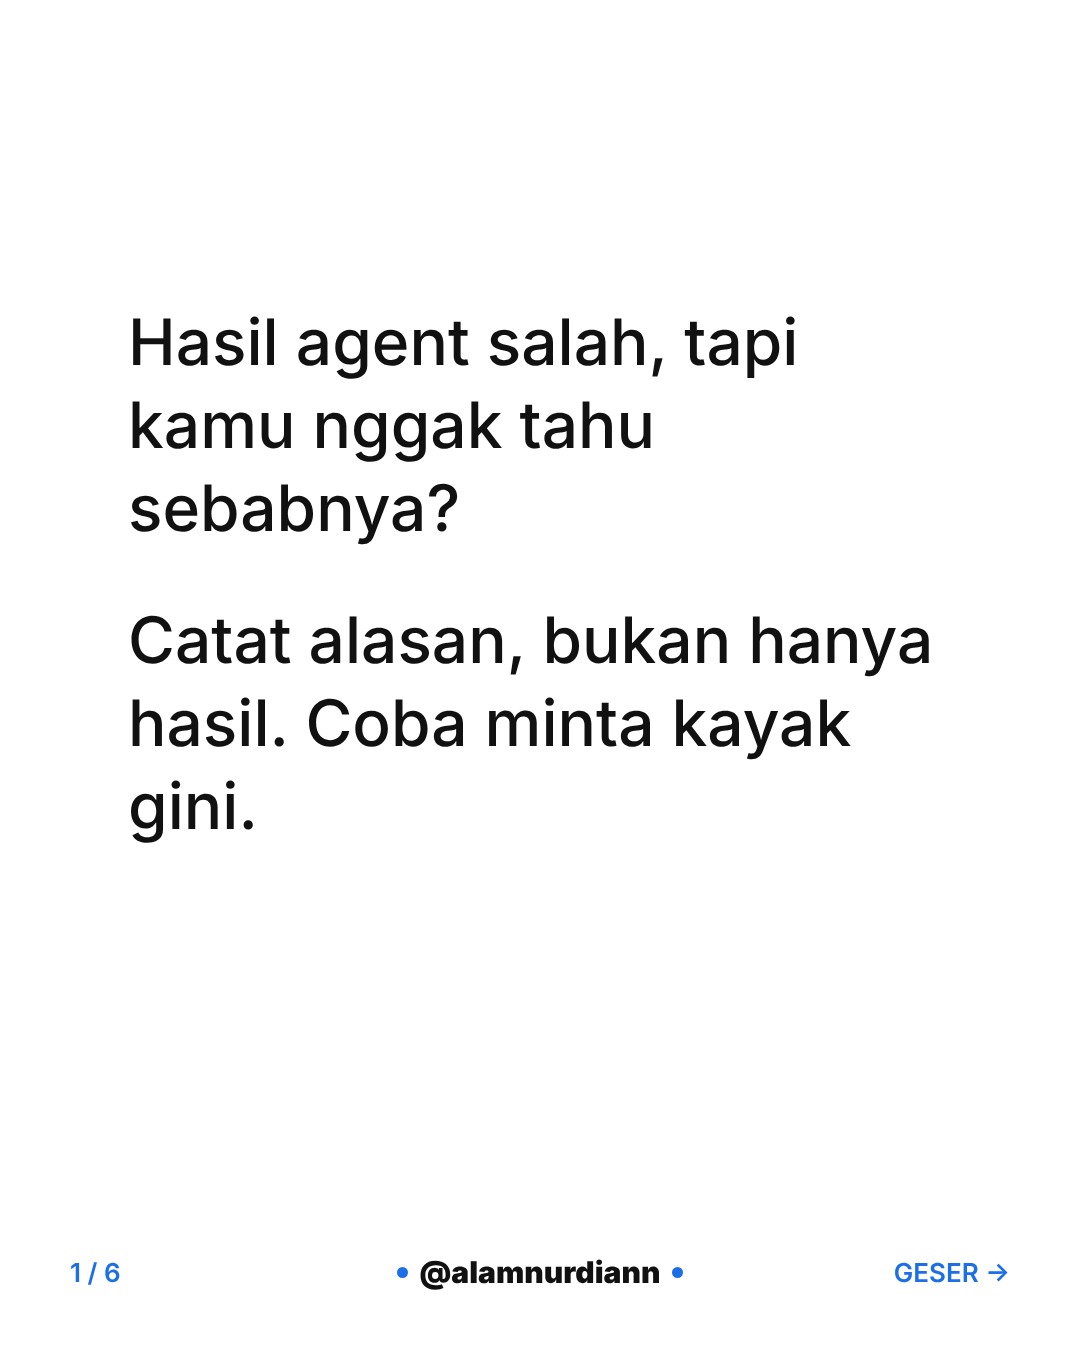 Hasil agent salah, tapi
kamu nggak tahu
sebabnya?
Catat alasan, bukan hanya
hasil. Coba minta kayak
gini.
1 / 6
• @alamnurdiann •
GESER →